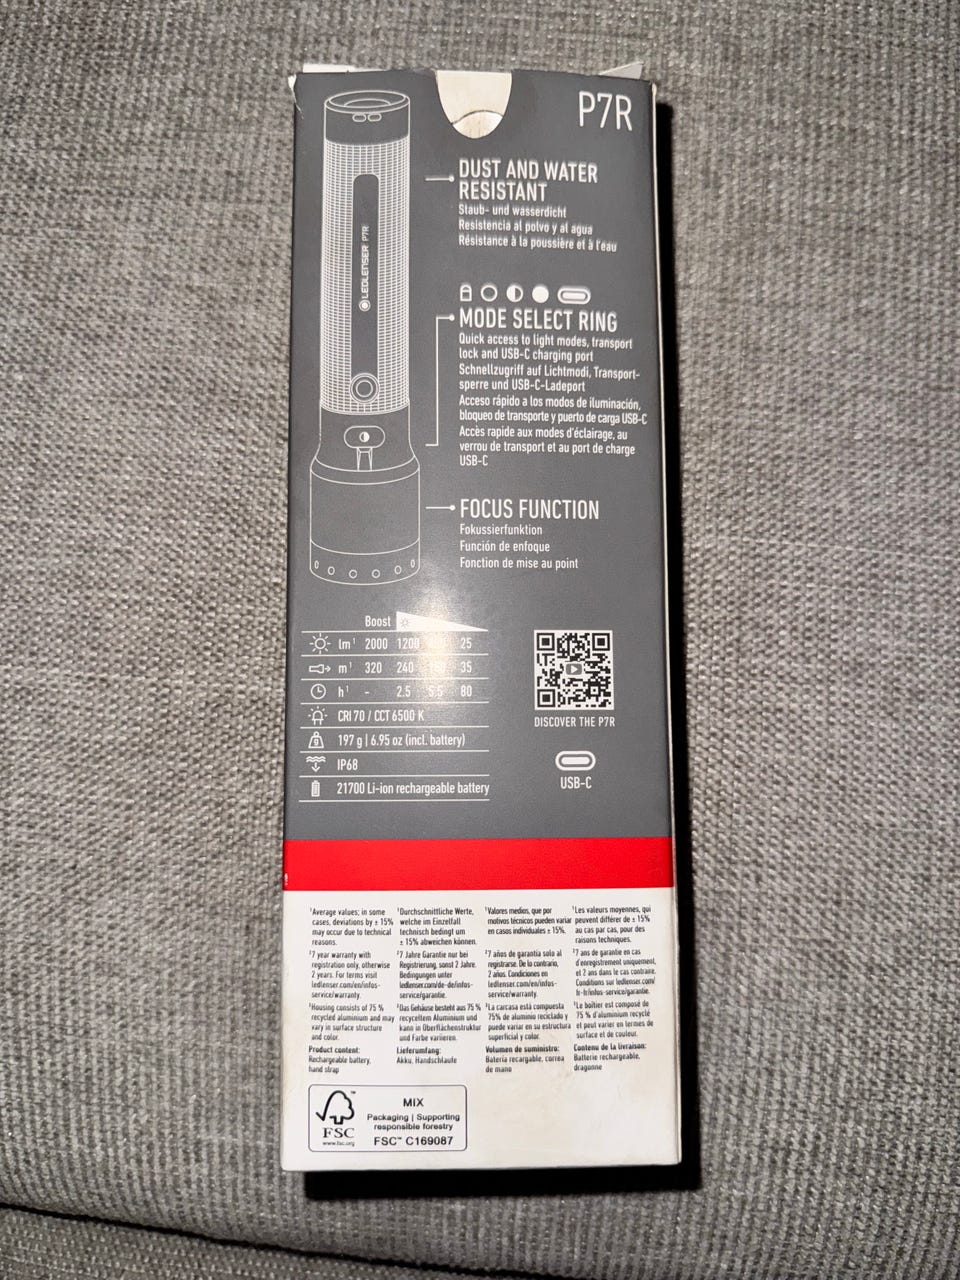 P7R
DUST AND WATER
RESISTANT
Staub- und wasserdicht
Resistencia al polvo y al agua
Résistance à la poussière et à l'eau
LEDLENSER P7R
MODE SELECT RING
Quick access to light modes, transport
lock and USB-C charging port
Schnellzugriff auf Lichtmodi, Transport-
sperre und USB-C-Ladeport
Acceso rápido a los modos de iluminación,
bloqueo de transporte y puerto de carga USB-C
Accès rapide aux modes d'éclairage, au
verrou de transport et au port de charge
USB-C
FOCUS FUNCTION
Fokussierfunktion
Función de enfoque
Fonction de mise au point
Boost
lm¹ 2000 1200 25
m¹ 320 240 35
h¹ - 2.5 5.5 80
CRI 70 / CCT 6500 K
197 g | 6.95 oz (incl. battery)
IP68
21700 Li-ion rechargeable battery
DISCOVER THE P7R
USB-C
¹Average values; in some
cases, deviations by ± 15%
may occur due to technical
reasons.
²7 year warranty with
registration only, otherwise
2 years. For terms visit
ledlenser.com/en/infos-
service/warranty.
³Housing consists of 75 %
recycled aluminium and may
vary in surface structure
and color.
Product content:
Rechargeable battery,
hand strap
¹Durchschnittliche Werte,
welche im Einzelfall
technisch bedingt um
± 15% abweichen können.
²7 Jahre Garantie nur bei
Registrierung, sonst 2 Jahre.
Bedingungen unter
ledlenser.com/de-de/infos-
service/garantie.
³Das Gehäuse besteht aus 75 %
recyceltem Aluminium und
kann in Oberflächenstruktur
und Farbe variieren.
Lieferumfang:
Akku, Handschlaufe
¹Valores medios, que por
motivos técnicos pueden variar
en casos individuales ± 15%.
²7 años de garantía solo al
registrarse. De lo contrario,
2 años. Condiciones en
ledlenser.com/en/infos-
service/warranty.
³La carcasa está compuesta
75% de aluminio reciclado y
puede variar en su estructura
superficial y color.
Volumen de suministro:
Batería recargable, correa
de mano
¹Les valeurs moyennes, qui
peuvent différer de ± 15%
au cas par cas, pour des
raisons techniques.
²7 ans de garantie en cas
d'enregistrement uniquement,
et 2 ans dans le cas contraire.
Conditions sur ledlenser.com/
fr-fr/infos-service/garantie.
³Le boîtier est composé de
75 % d'aluminium recyclé
et peut varier en termes de
surface et de couleur.
Contenu de la livraison:
Batterie rechargeable,
dragonne
FSC™
www.fsc.org
MIX
Packaging | Supporting
responsible forestry
FSC™ C169087